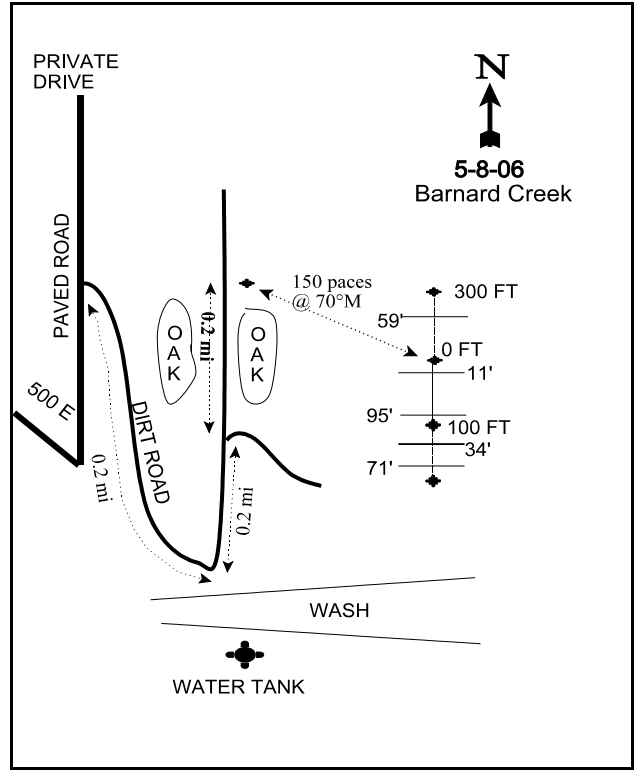 PRIVATE
DRIVE
N
5-8-06
Barnard Creek
PAVED ROAD
150 paces
@ 70°M
300 FT
59'
0.2 mi
OAK
OAK
0 FT
11'
500 E
DIRT ROAD
95'
100 FT
34'
71'
0.2 mi
0.2 mi
WASH
WATER TANK